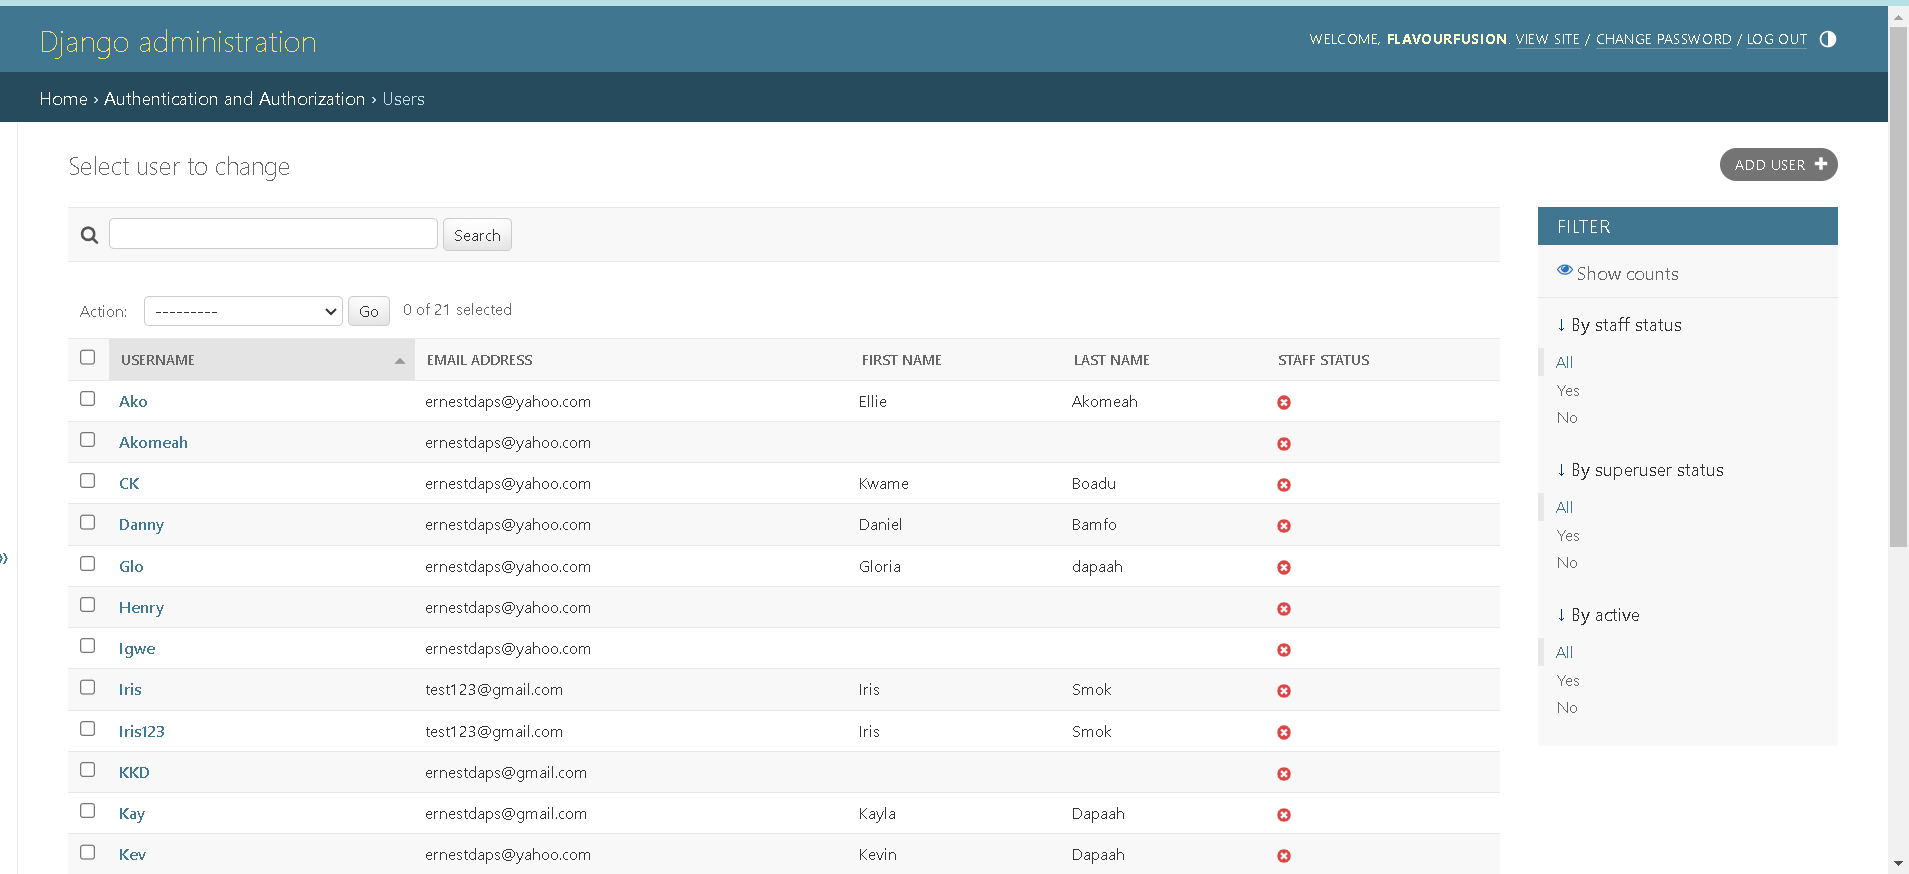 Django administration
WELCOME, FLAVOURFUSION. VIEW SITE / CHANGE PASSWORD / LOG OUT
Home › Authentication and Authorization › Users
Select user to change
ADD USER
Search
Action: --------- Go 0 of 21 selected
USERNAME EMAIL ADDRESS FIRST NAME LAST NAME STAFF STATUS
Ako ernestdaps@yahoo.com Ellie Akomeah
Akomeah ernestdaps@yahoo.com
CK ernestdaps@yahoo.com Kwame Boadu
Danny ernestdaps@yahoo.com Daniel Bamfo
Glo ernestdaps@yahoo.com Gloria dapaah
Henry ernestdaps@yahoo.com
Igwe ernestdaps@yahoo.com
Iris test123@gmail.com Iris Smok
Iris123 test123@gmail.com Iris Smok
KKD ernestdaps@gmail.com
Kay ernestdaps@gmail.com Kayla Dapaah
Kev ernestdaps@yahoo.com Kevin Dapaah
FILTER
Show counts
↓ By staff status
All
Yes
No
↓ By superuser status
All
Yes
No
↓ By active
All
Yes
No
»